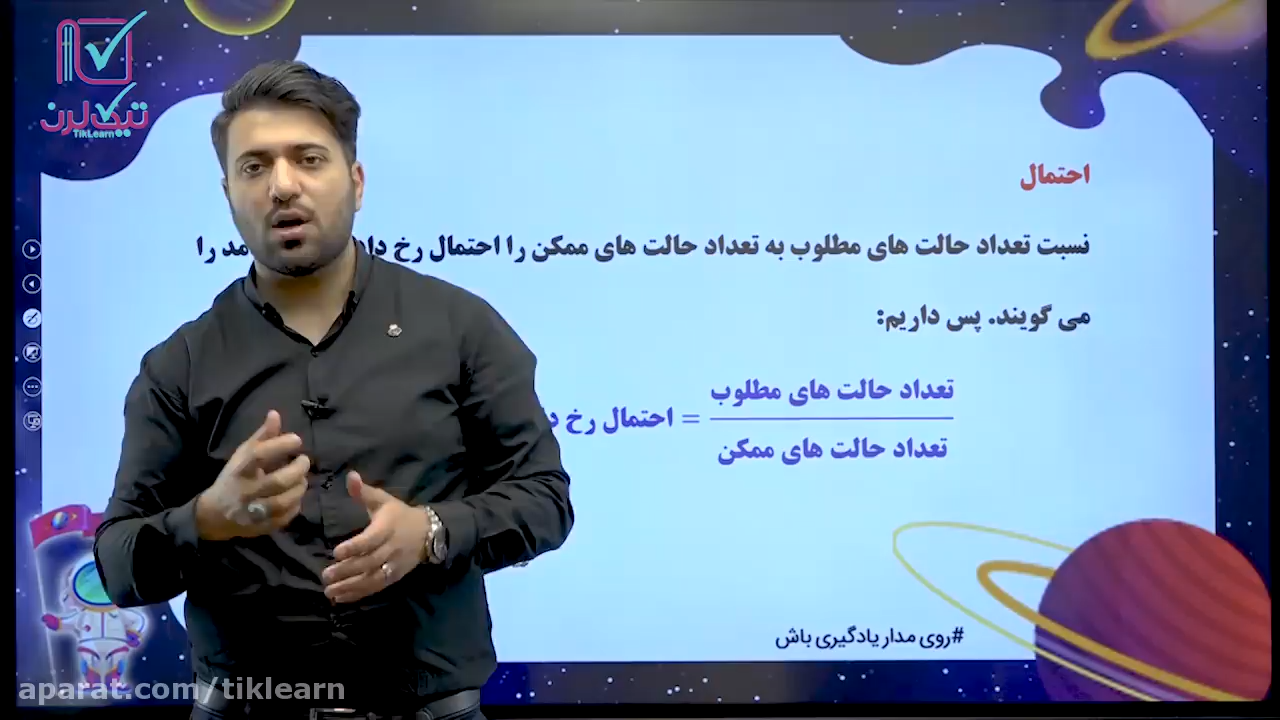 تیک‌لرن
TikLearn
احتمال
نسبت تعداد حالت های مطلوب به تعداد حالت های ممکن را احتمال رخ مد را
می گویند. پس داریم:
تعداد حالت های مطلوب
= احتمال رخ
تعداد حالت های ممکن
#روی مدار یادگیری باش
aparat.com/tiklearn